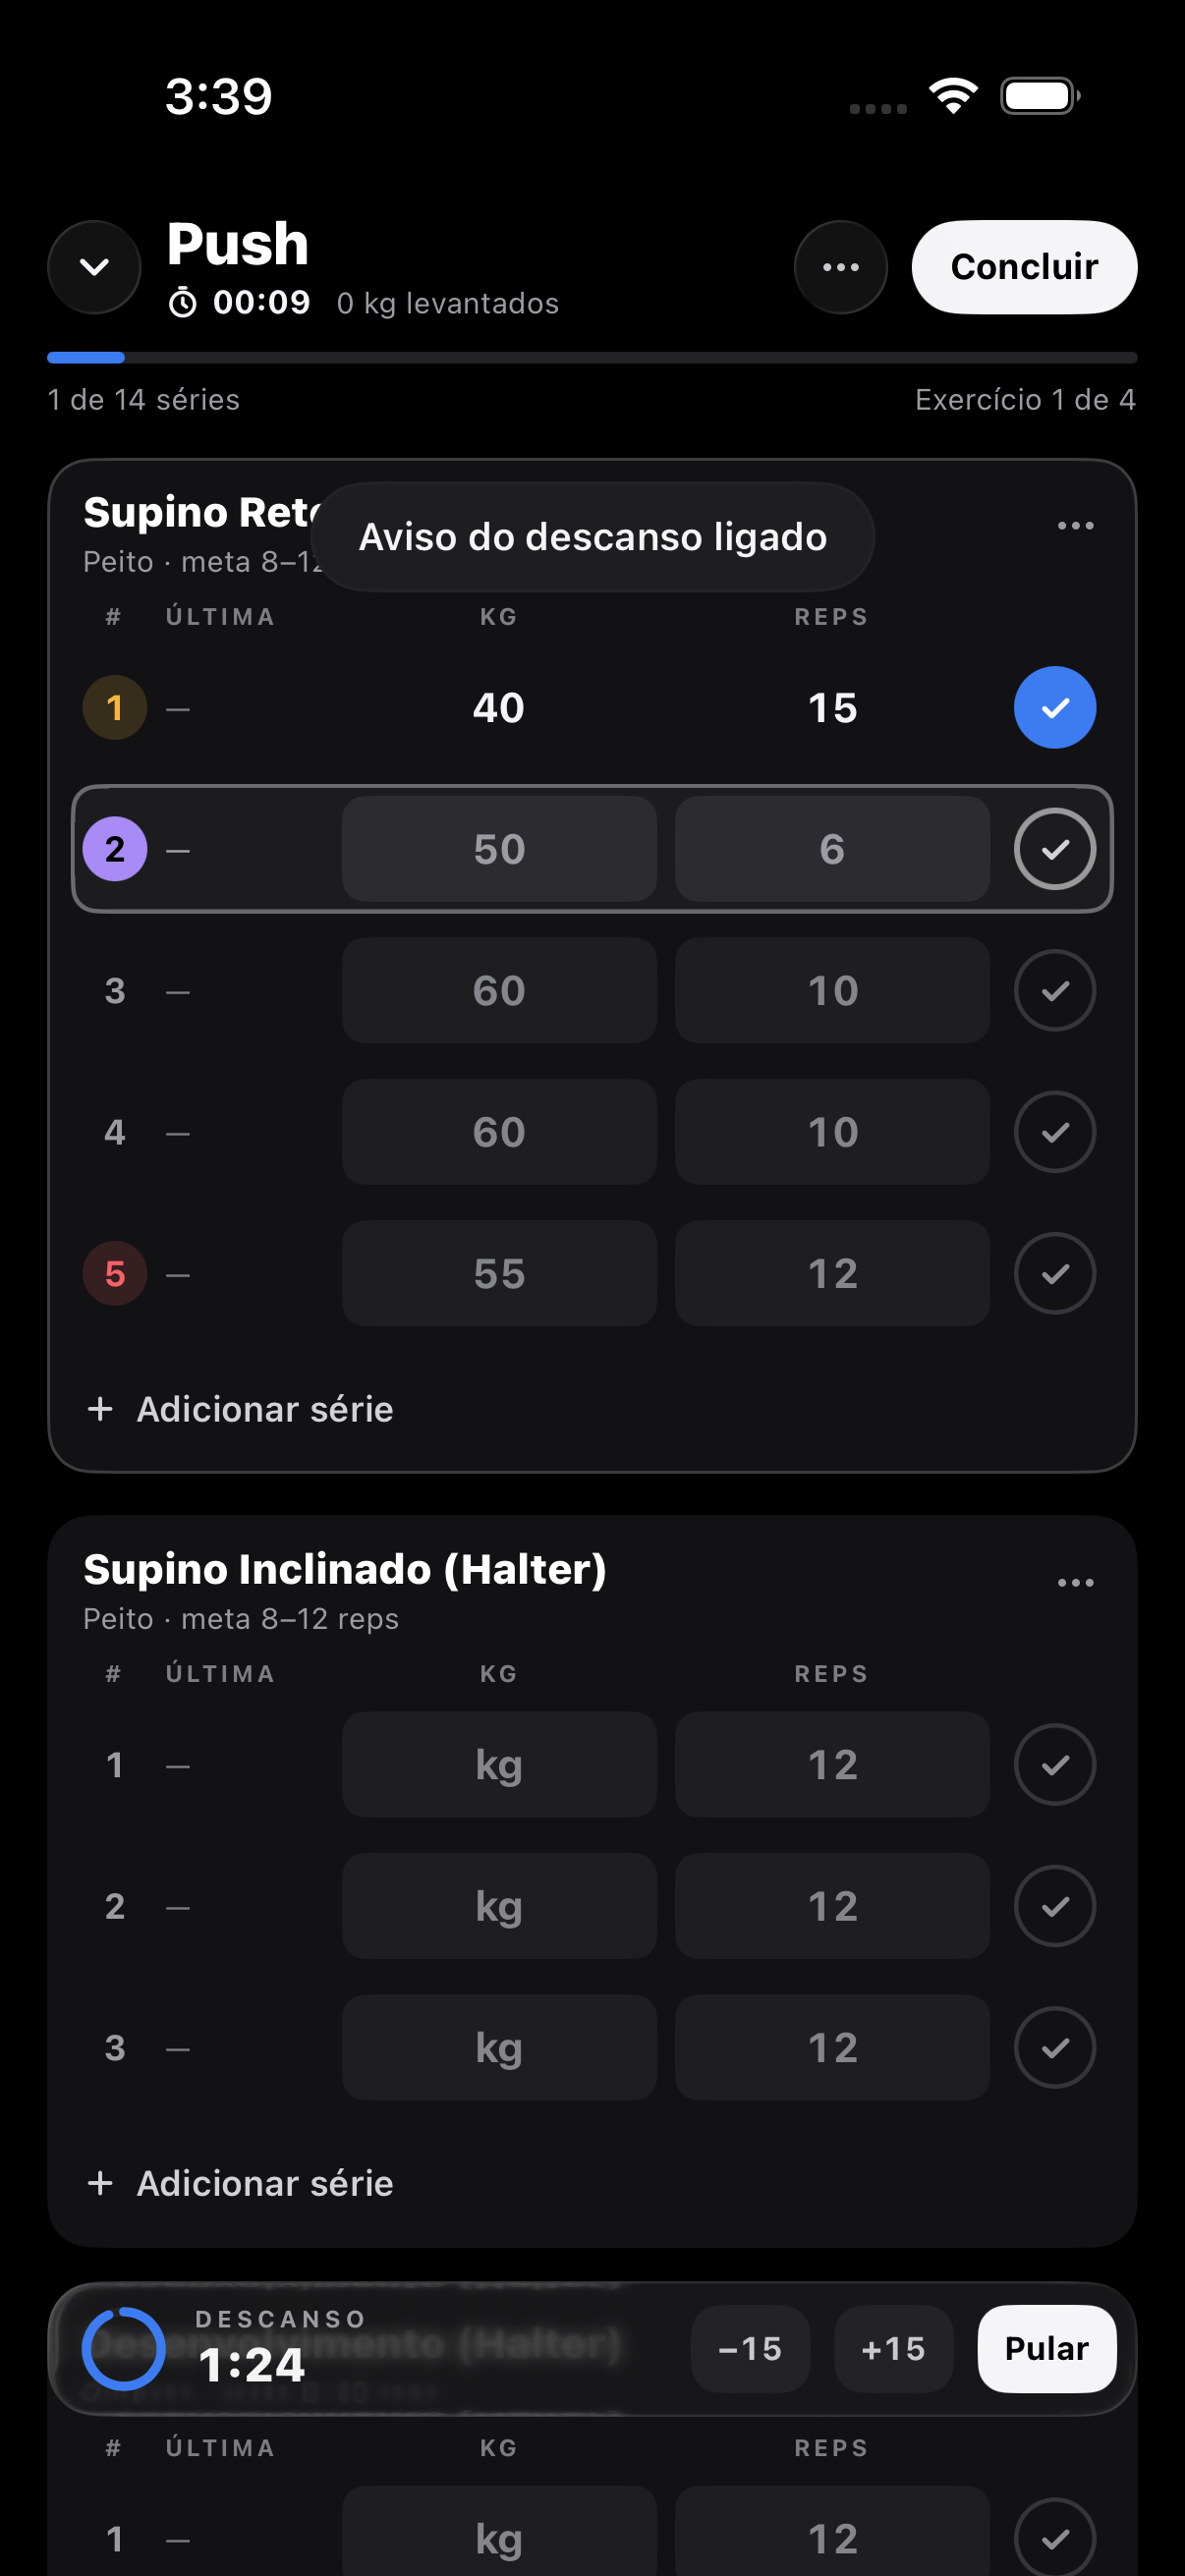 3:39
Push
00:09 0 kg levantados
Concluir
1 de 14 séries
Exercício 1 de 4
Supino Reto
Aviso do descanso ligado
Peito · meta 8–12
# ÚLTIMA KG REPS
1 — 40 15
2 — 50 6
3 — 60 10
4 — 60 10
5 — 55 12
+ Adicionar série
Supino Inclinado (Halter)
Peito · meta 8–12 reps
# ÚLTIMA KG REPS
1 — kg 12
2 — kg 12
3 — kg 12
+ Adicionar série
DESCANSO
1:24
−15 +15 Pular
(Halter)
# ÚLTIMA KG REPS
1 — kg 12